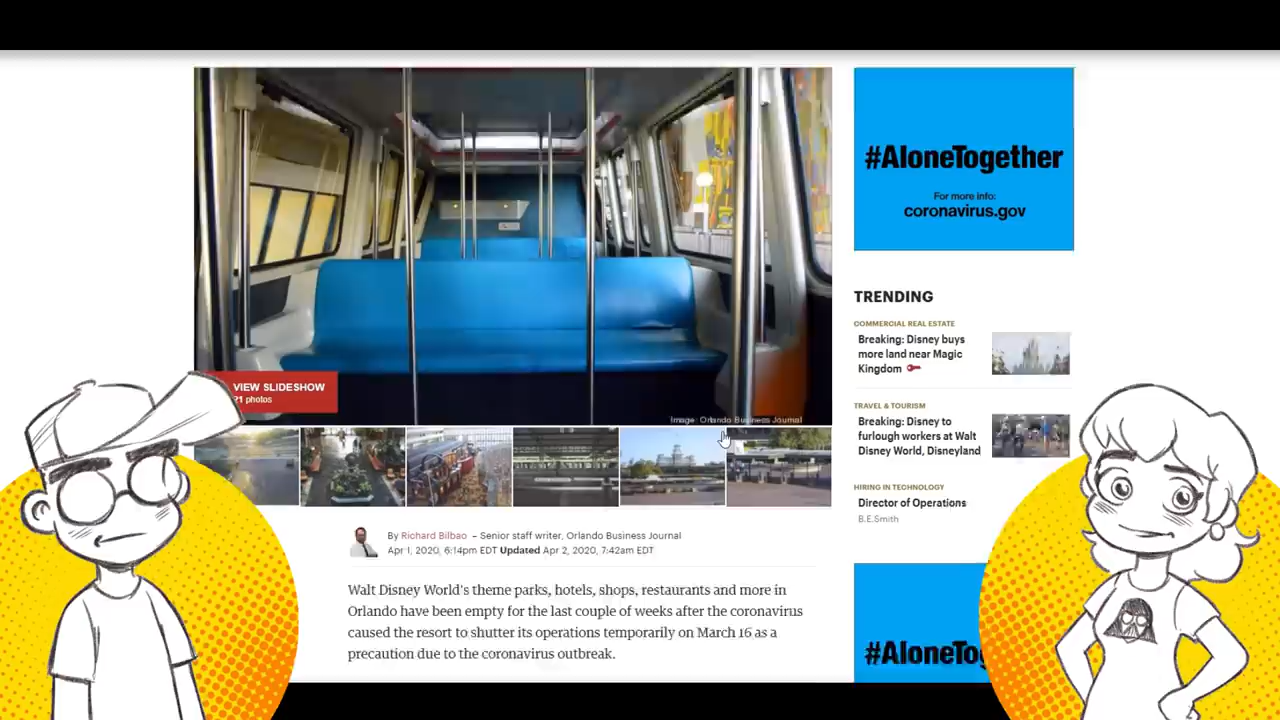 VIEW SLIDESHOW
21 photos
Image: Orlando Business Journal
By Richard Bilbao – Senior staff writer, Orlando Business Journal
Apr 1, 2020, 6:14pm EDT Updated Apr 2, 2020, 7:42am EDT
Walt Disney World's theme parks, hotels, shops, restaurants and more in
Orlando have been empty for the last couple of weeks after the coronavirus
caused the resort to shutter its operations temporarily on March 16 as a
precaution due to the coronavirus outbreak.
#AloneTogether
For more info:
coronavirus.gov
TRENDING
COMMERCIAL REAL ESTATE
Breaking: Disney buys
more land near Magic
Kingdom
TRAVEL & TOURISM
Breaking: Disney to
furlough workers at Walt
Disney World, Disneyland
HIRING IN TECHNOLOGY
Director of Operations
B.E.Smith
#AloneTog